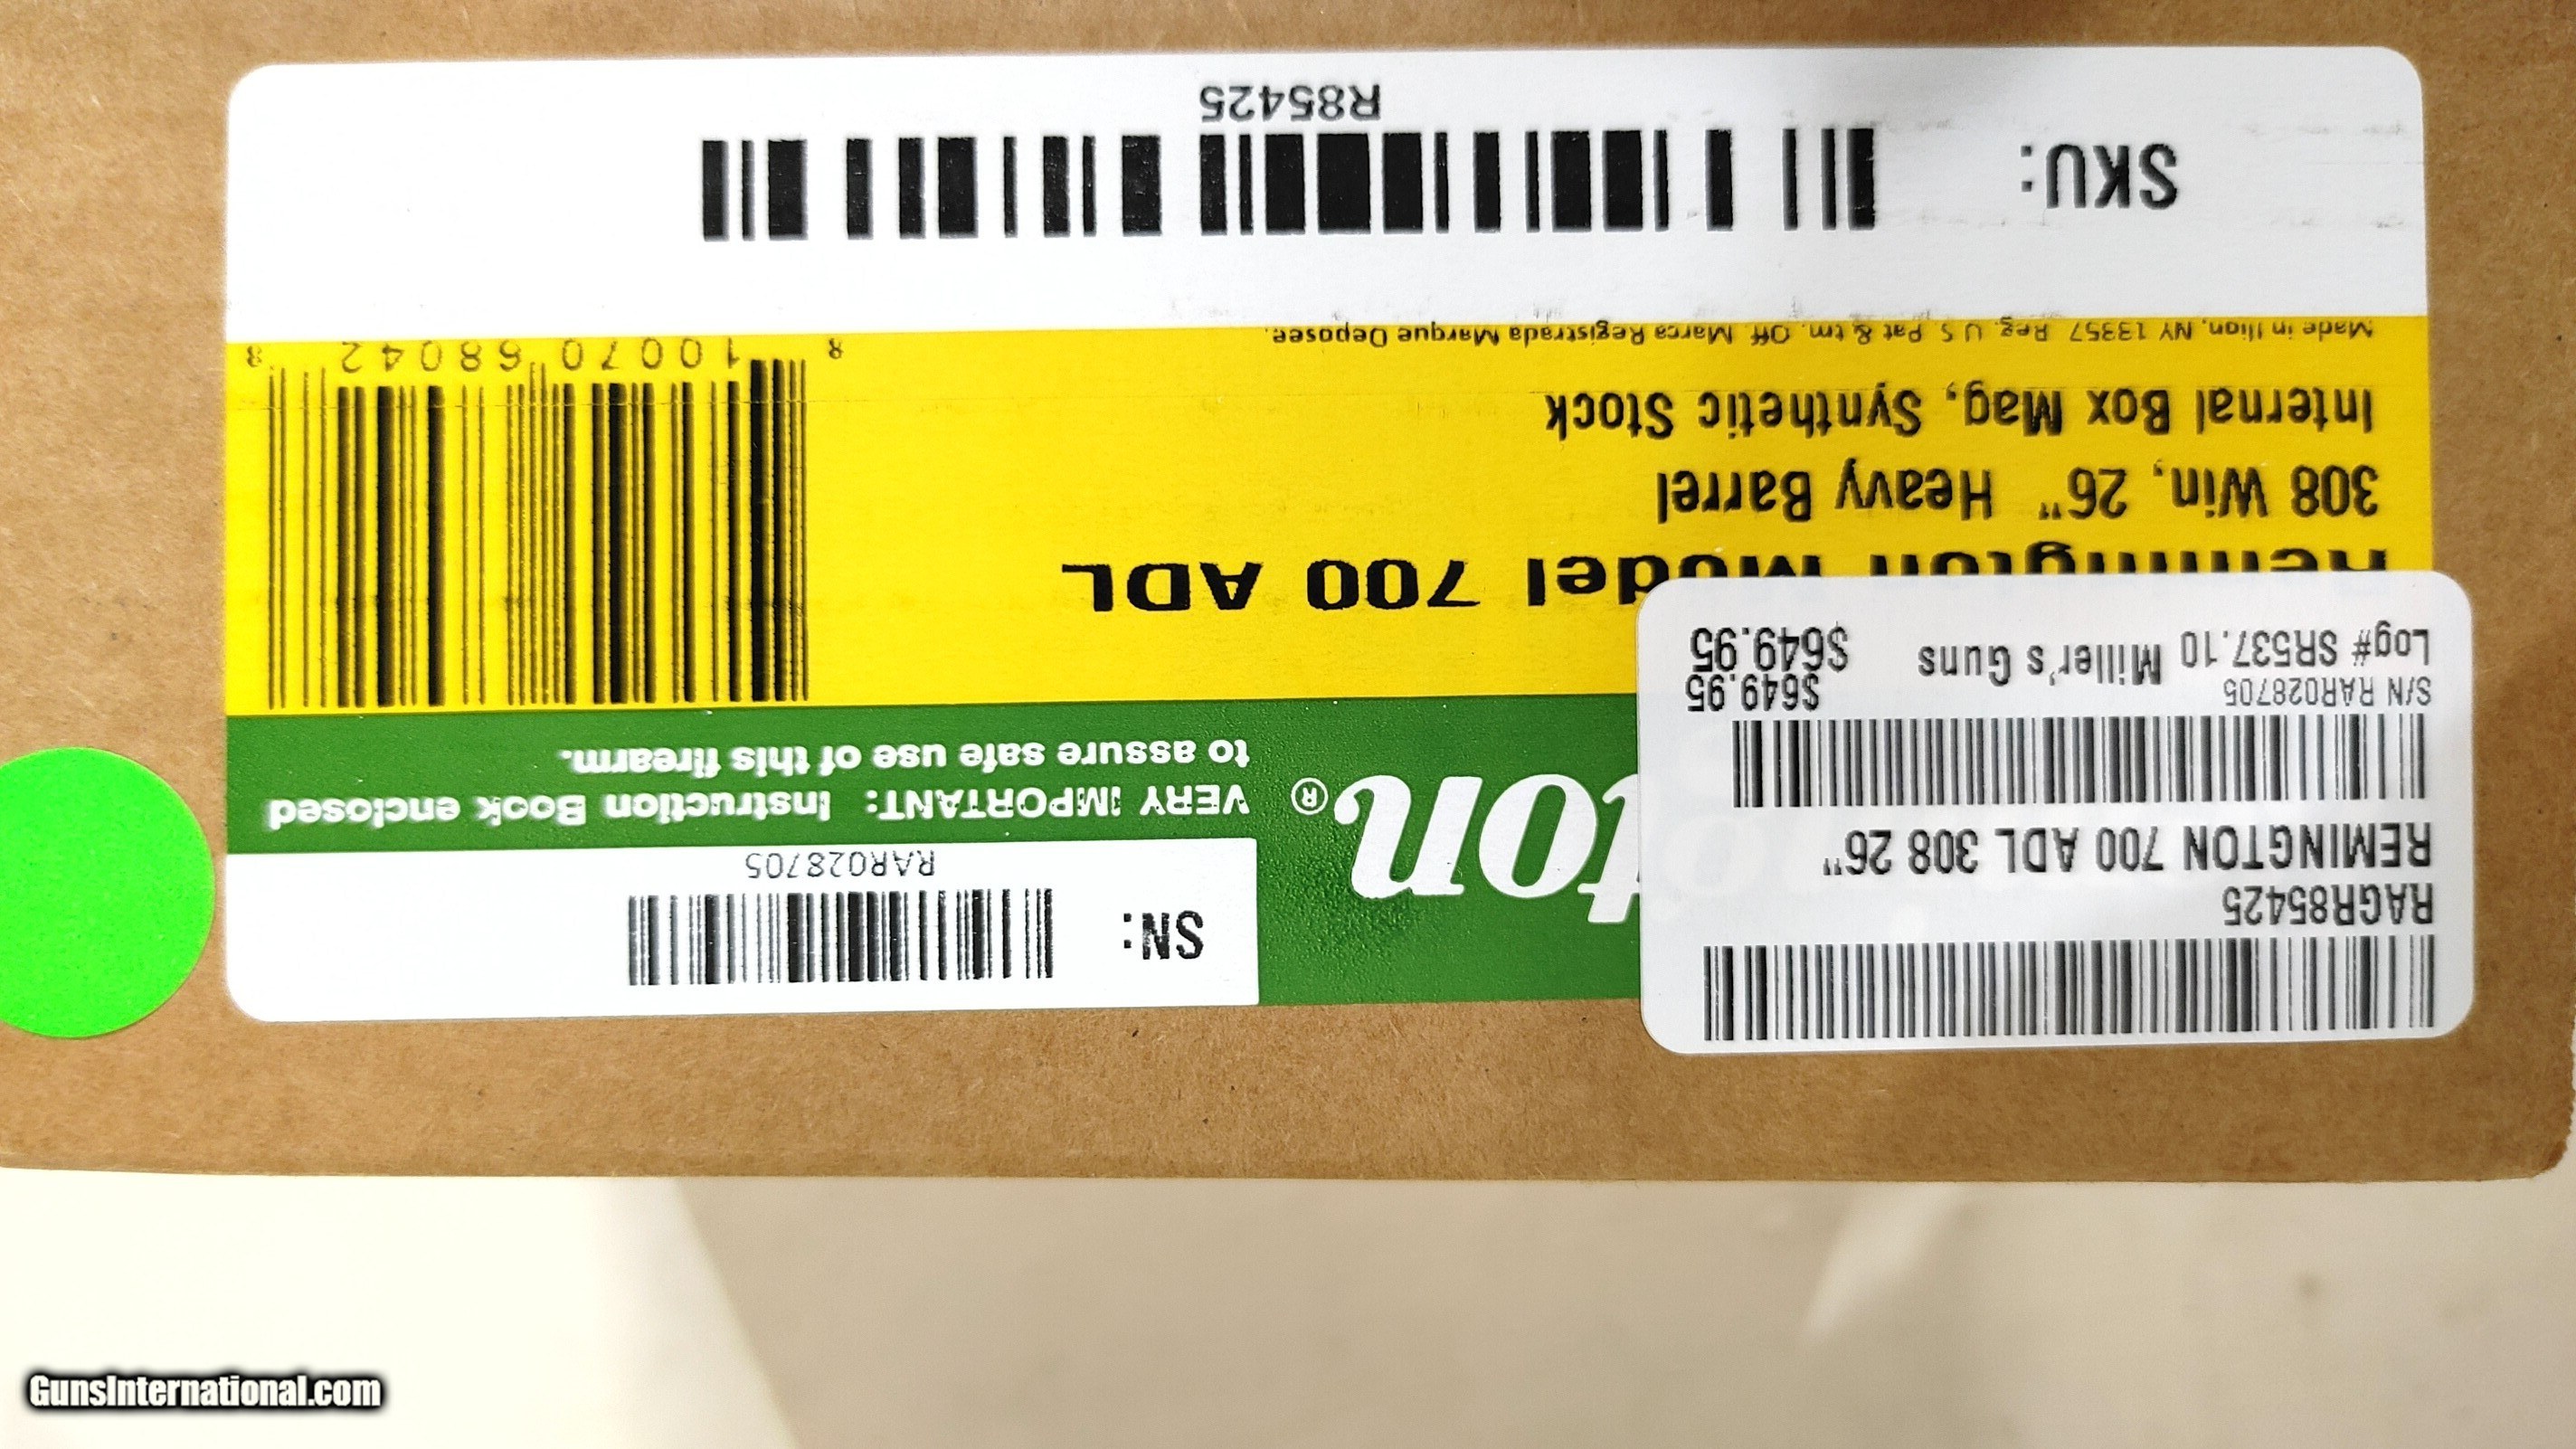 RAGR85425
REMINGTON 700 ADL 308 26"
S/N RAR028705 $649.95
Log# SR537.10 Miller's Guns $649.95
ton®
SN:
RAR028705
VERY IMPORTANT: Instruction Book enclosed
to assure safe use of this firearm.
Remington Model 700 ADL
308 Win, 26" Heavy Barrel
Internal Box Mag, Synthetic Stock
Made in Ilion, NY 13357 Reg. U.S. Pat & tm. Off. Marca Registrada Marque Deposee.
8 10070 68042 8
SKU:
R85425
GunsInternational.com